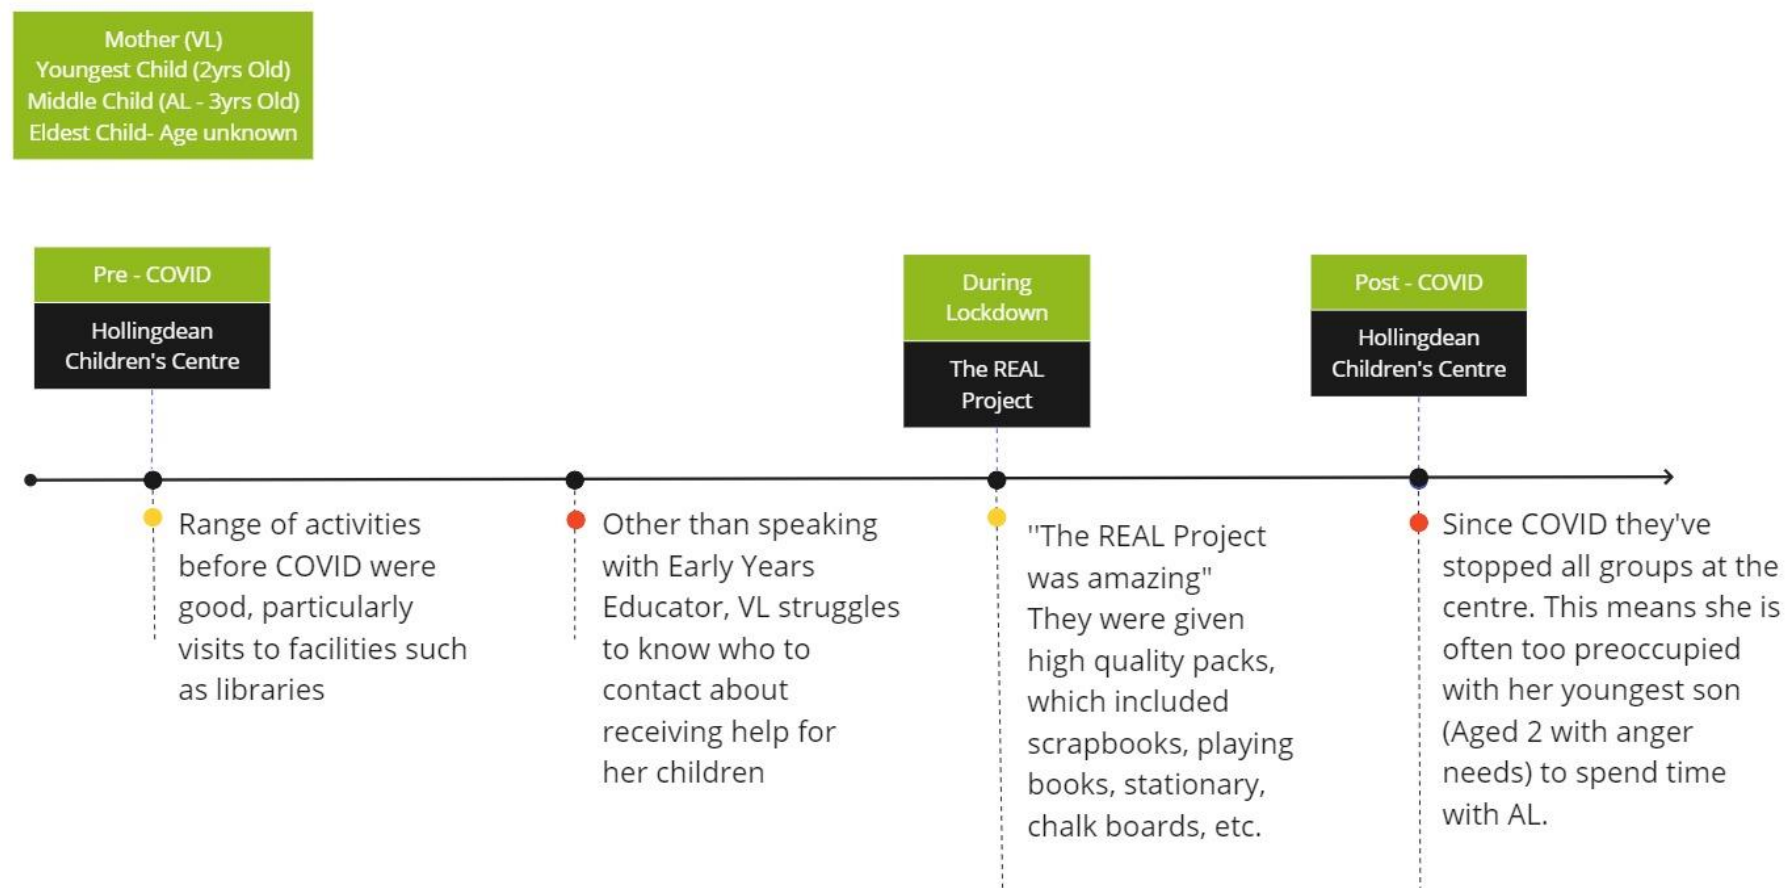 Mother (VL)
Youngest Child (2yrs Old)
Middle Child (AL - 3yrs Old)
Eldest Child- Age unknown
Pre - COVID
Hollingdean
Children's Centre
During
Lockdown
The REAL
Project
Post - COVID
Hollingdean
Children's Centre
Range of activities
before COVID were
good, particularly
visits to facilities such
as libraries
Other than speaking
with Early Years
Educator, VL struggles
to know who to
contact about
receiving help for
her children
"The REAL Project
was amazing"
They were given
high quality packs,
which included
scrapbooks, playing
books, stationary,
chalk boards, etc.
Since COVID they've
stopped all groups at the
centre. This means she is
often too preoccupied
with her youngest son
(Aged 2 with anger
needs) to spend time
with AL.